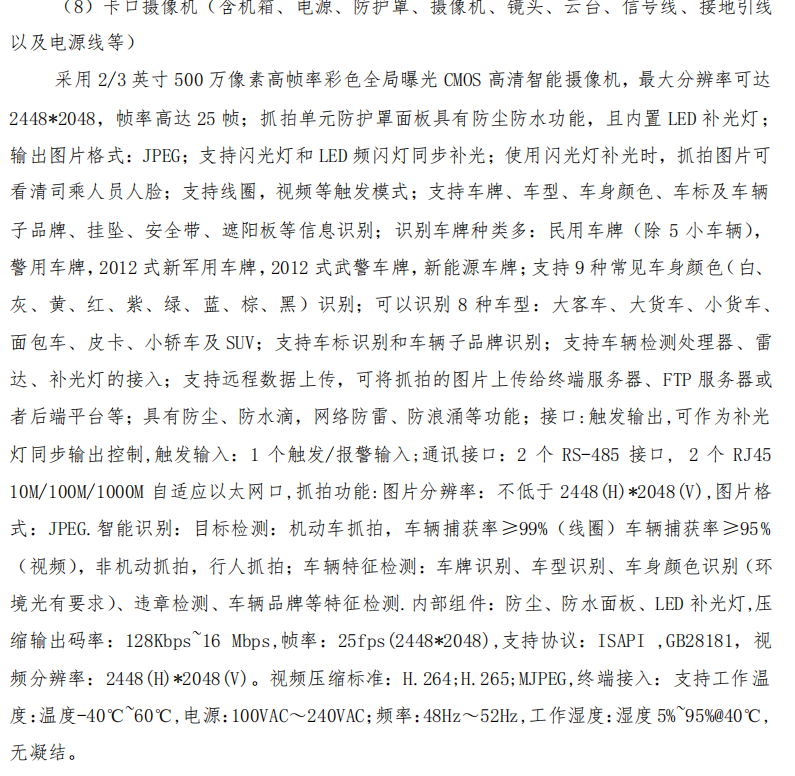 （8）卡口摄像机（含机箱、电源、防护罩、摄像机、镜头、云台、信号线、接地引线
以及电源线等）
采用 2/3 英寸 500 万像素高帧率彩色全局曝光 CMOS 高清智能摄像机，最大分辨率可达
2448*2048，帧率高达 25 帧；抓拍单元防护罩面板具有防尘防水功能，且内置 LED 补光灯；
输出图片格式：JPEG；支持闪光灯和 LED 频闪灯同步补光；使用闪光灯补光时，抓拍图片可
看清司乘人员人脸；支持线圈，视频等触发模式；支持车牌、车型、车身颜色、车标及车辆
子品牌、挂坠、安全带、遮阳板等信息识别；识别车牌种类多：民用车牌（除 5 小车辆），
警用车牌，2012 式新军用车牌，2012 式武警车牌，新能源车牌；支持 9 种常见车身颜色（白、
灰、黄、红、紫、绿、蓝、棕、黑）识别；可以识别 8 种车型：大客车、大货车、小货车、
面包车、皮卡、小轿车及 SUV；支持车标识别和车辆子品牌识别；支持车辆检测处理器、雷
达、补光灯的接入；支持远程数据上传，可将抓拍的图片上传给终端服务器、FTP 服务器或
者后端平台等；具有防尘、防水滴，网络防雷、防浪涌等功能；接口:触发输出,可作为补光
灯同步输出控制,触发输入：1 个触发/报警输入;通讯接口：2 个 RS-485 接口, 2 个 RJ45
10M/100M/1000M 自适应以太网口,抓拍功能:图片分辨率：不低于 2448(H)*2048(V),图片格
式：JPEG.智能识别：目标检测：机动车抓拍，车辆捕获率≥99%（线圈）车辆捕获率≥95%
（视频），非机动抓拍，行人抓拍；车辆特征检测：车牌识别、车型识别、车身颜色识别（环
境光有要求）、违章检测、车辆品牌等特征检测.内部组件：防尘、防水面板、LED 补光灯,压
缩输出码率：128Kbps~16 Mbps,帧率：25fps(2448*2048),支持协议：ISAPI ,GB28181，视
频分辨率：2448(H)*2048(V)。视频压缩标准：H.264;H.265;MJPEG,终端接入：支持工作温
度:温度-40℃~60℃,电源:100VAC～240VAC;频率:48Hz～52Hz,工作湿度:湿度 5%~95%@40℃,
无凝结。